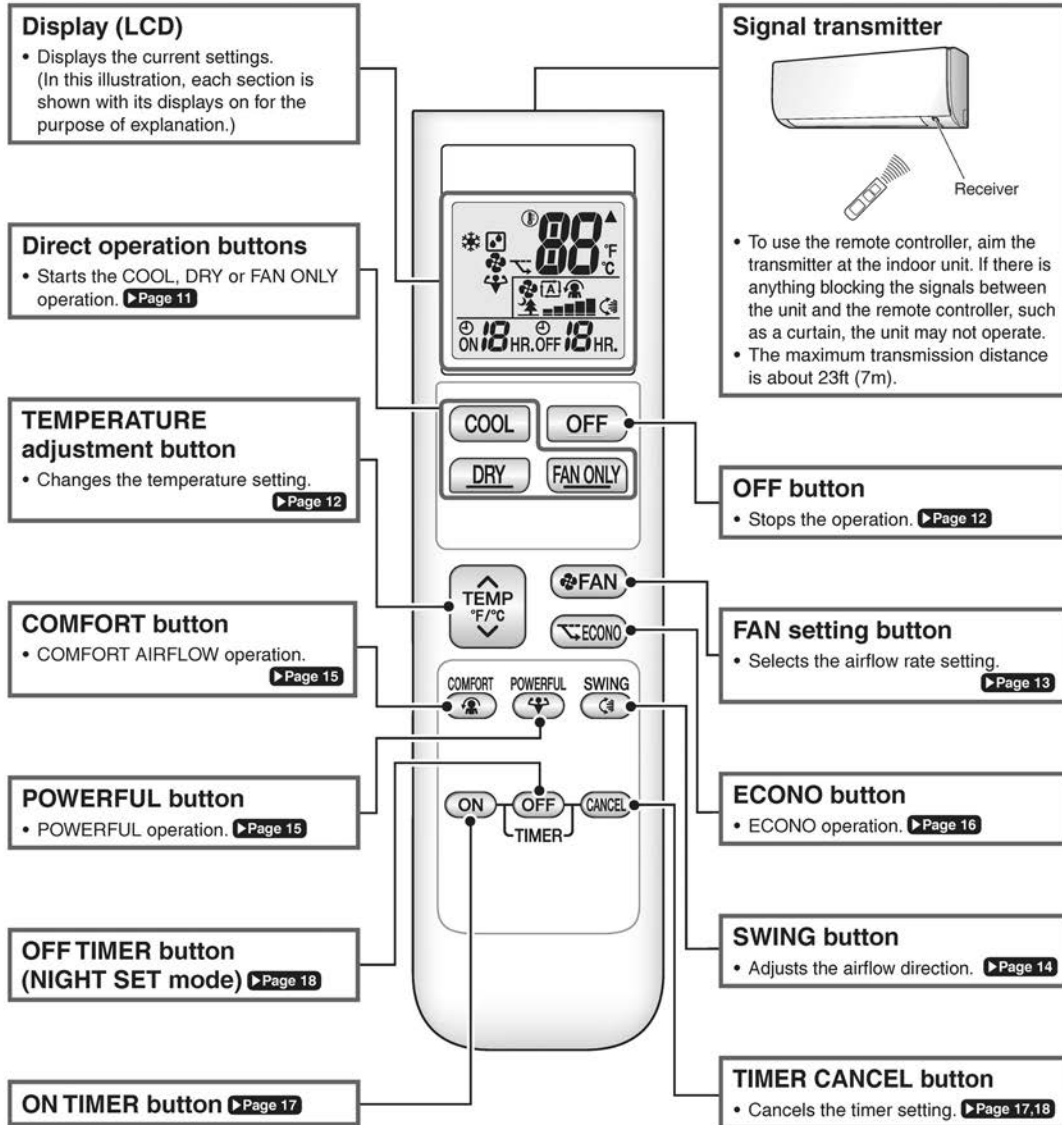 Display (LCD)
• Displays the current settings.
(In this illustration, each section is
shown with its displays on for the
purpose of explanation.)
Direct operation buttons
• Starts the COOL, DRY or FAN ONLY
operation. ▶Page 11
TEMPERATURE
adjustment button
• Changes the temperature setting.
▶Page 12
COMFORT button
• COMFORT AIRFLOW operation.
▶Page 15
POWERFUL button
• POWERFUL operation. ▶Page 15
OFF TIMER button
(NIGHT SET mode) ▶Page 18
ON TIMER button ▶Page 17
88
°F
°C
A
ON 18 HR. OFF 18 HR.
COOL OFF
DRY FAN ONLY
TEMP
°F/°C
FAN
ECONO
COMFORT POWERFUL SWING
ON OFF CANCEL
TIMER
Signal transmitter
Receiver
• To use the remote controller, aim the
transmitter at the indoor unit. If there is
anything blocking the signals between
the unit and the remote controller, such
as a curtain, the unit may not operate.
• The maximum transmission distance
is about 23ft (7m).
OFF button
• Stops the operation. ▶Page 12
FAN setting button
• Selects the airflow rate setting.
▶Page 13
ECONO button
• ECONO operation. ▶Page 16
SWING button
• Adjusts the airflow direction. ▶Page 14
TIMER CANCEL button
• Cancels the timer setting. ▶Page 17,18